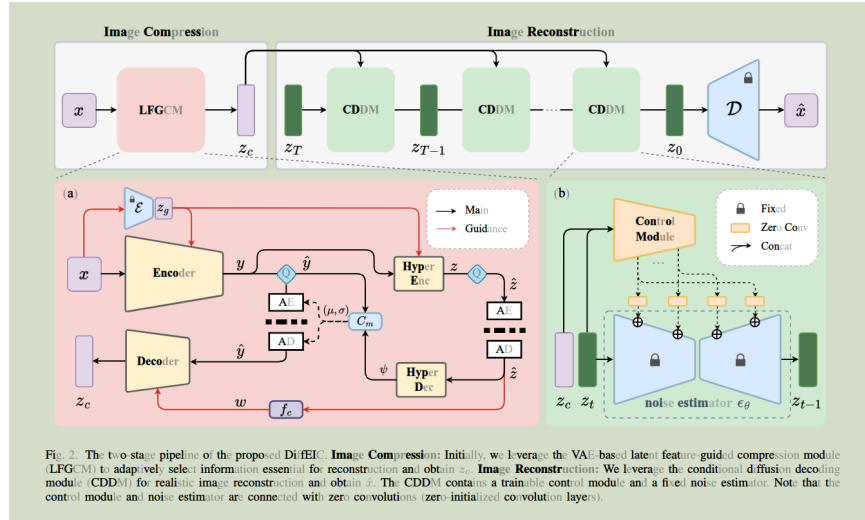 Image Compression
Image Reconstruction
x
LFGCM
z_c
z_T
CDDM
z_{T-1}
CDDM
...
CDDM
z_0
D
x̂
(a)
ε
z_g
Main
Guidance
x
Encoder
y
Q
ŷ
Hyper
Enc
z
Q
ẑ
AE
(μ,σ)
C_m
AE
AD
AD
Decoder
ŷ
ψ
Hyper
Dec
ẑ
z_c
w
f_c
(b)
Control
Module
Fixed
Zero Conv
Concat
...
z_c
z_t
noise estimator ϵ_θ
z_{t-1}
Fig. 2. The two-stage pipeline of the proposed DiffEIC. Image Compression: Initially, we leverage the VAE-based latent feature-guided compression module
(LFGCM) to adaptively select information essential for reconstruction and obtain z_c. Image Reconstruction: We leverage the conditional diffusion decoding
module (CDDM) for realistic image reconstruction and obtain x̂. The CDDM contains a trainable control module and a fixed noise estimator. Note that the
control module and noise estimator are connected with zero convolutions (zero-initialized convolution layers).